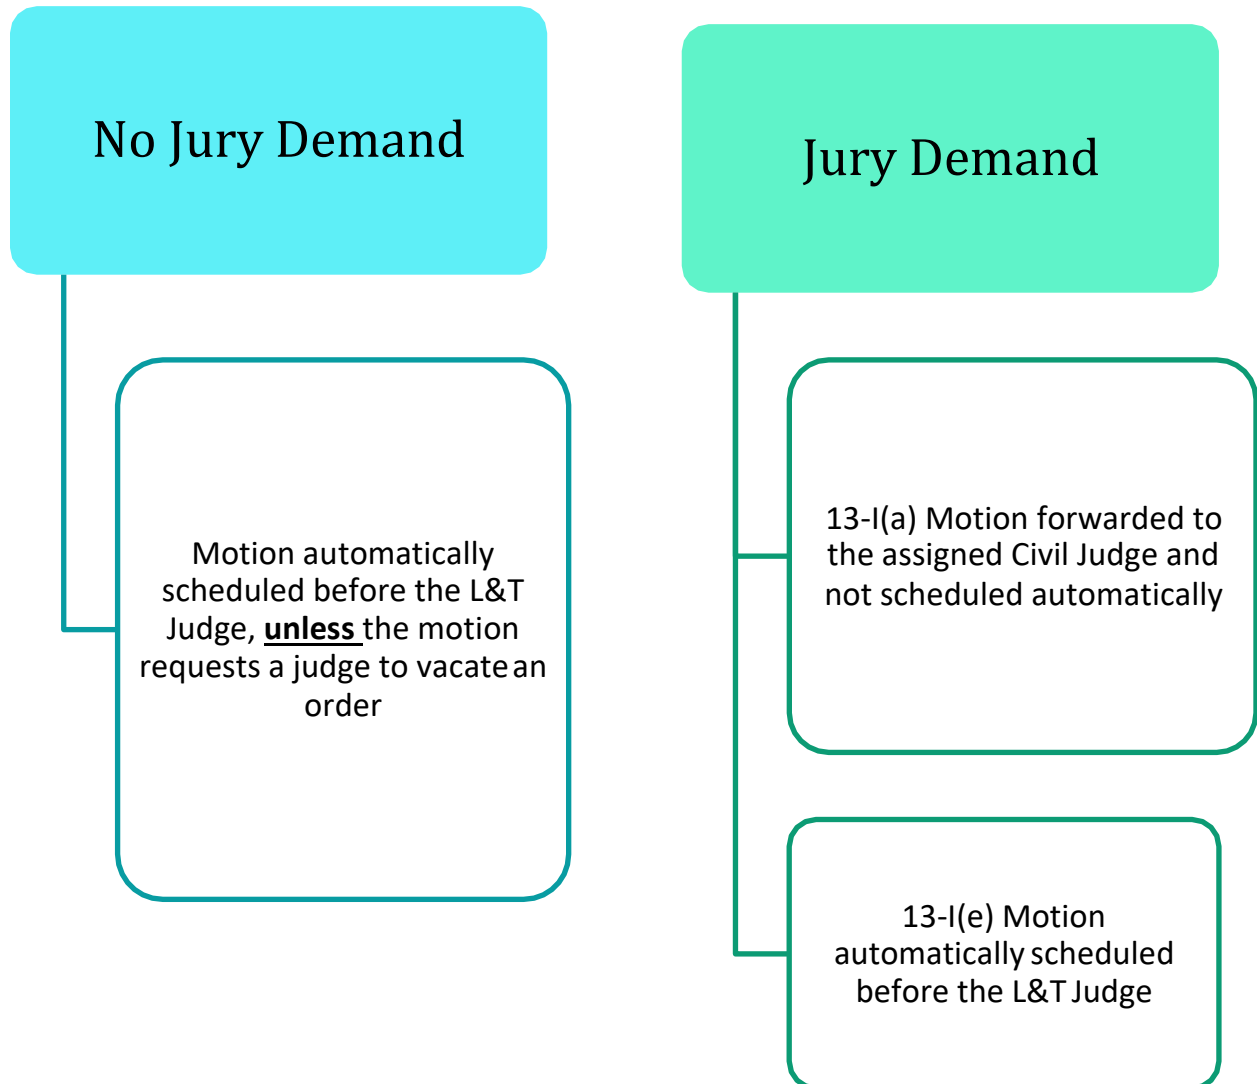 No Jury Demand
Motion automatically
scheduled before the L&T
Judge, unless the motion
requests a judge to vacate an
order
Jury Demand
13-I(a) Motion forwarded to
the assigned Civil Judge and
not scheduled automatically
13-I(e) Motion
automatically scheduled
before the L&T Judge